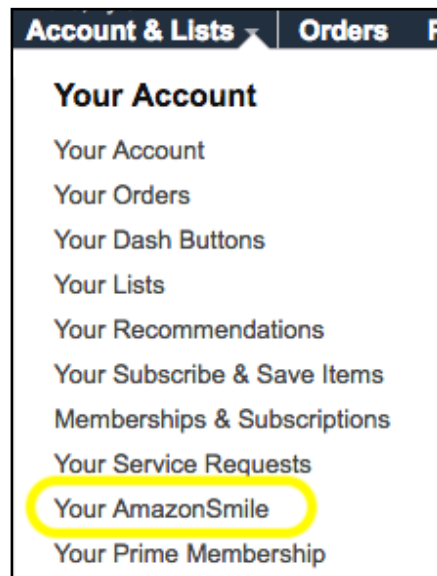 Account & Lists Orders
Your Account
Your Account
Your Orders
Your Dash Buttons
Your Lists
Your Recommendations
Your Subscribe & Save Items
Memberships & Subscriptions
Your Service Requests
Your AmazonSmile
Your Prime Membership